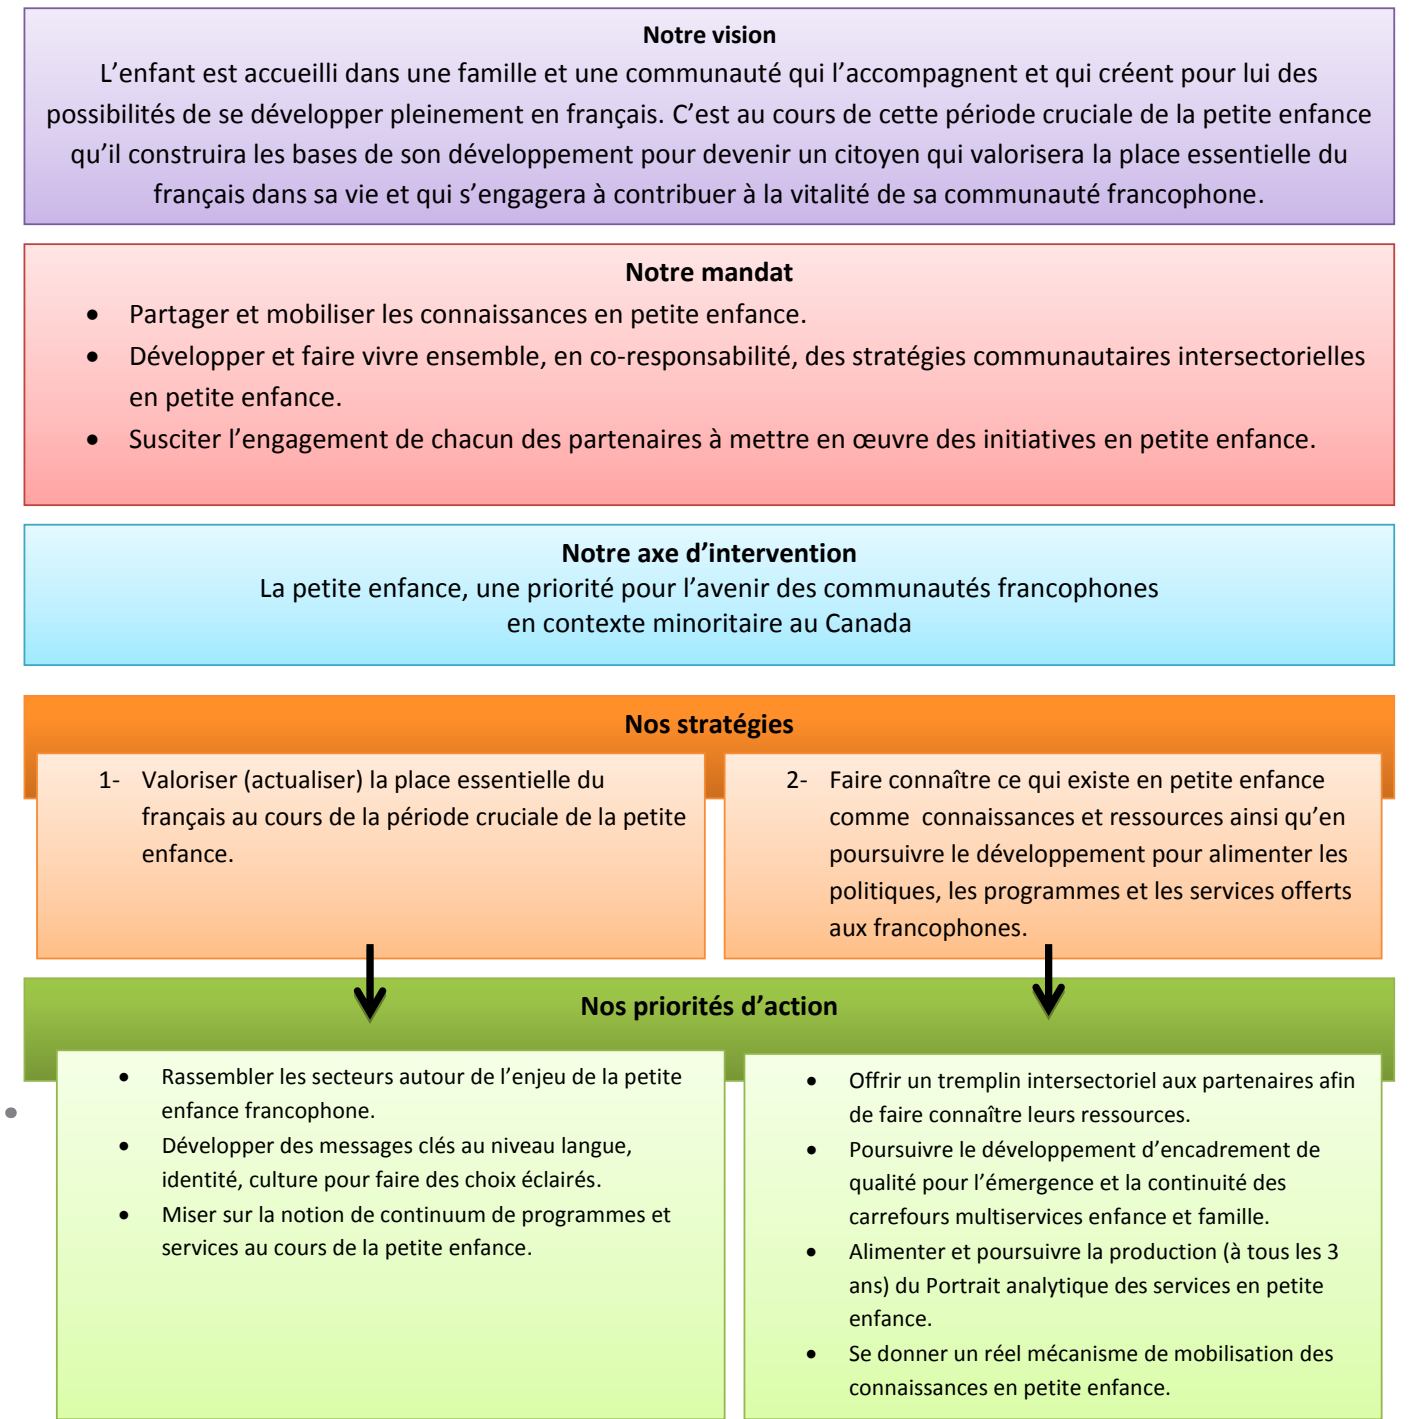 Notre vision
L’enfant est accueilli dans une famille et une communauté qui l’accompagnent et qui créent pour lui des
possibilités de se développer pleinement en français. C’est au cours de cette période cruciale de la petite enfance
qu’il construira les bases de son développement pour devenir un citoyen qui valorisera la place essentielle du
français dans sa vie et qui s’engagera à contribuer à la vitalité de sa communauté francophone.
Notre mandat
• Partager et mobiliser les connaissances en petite enfance.
• Développer et faire vivre ensemble, en co-responsabilité, des stratégies communautaires intersectorielles
en petite enfance.
• Susciter l’engagement de chacun des partenaires à mettre en œuvre des initiatives en petite enfance.
Notre axe d’intervention
La petite enfance, une priorité pour l’avenir des communautés francophones
en contexte minoritaire au Canada
Nos stratégies
1- Valoriser (actualiser) la place essentielle du
français au cours de la période cruciale de la petite
enfance.
2- Faire connaître ce qui existe en petite enfance
comme connaissances et ressources ainsi qu’en
poursuivre le développement pour alimenter les
politiques, les programmes et les services offerts
aux francophones.
Nos priorités d’action
• Rassembler les secteurs autour de l’enjeu de la petite
enfance francophone.
• Développer des messages clés au niveau langue,
identité, culture pour faire des choix éclairés.
• Miser sur la notion de continuum de programmes et
services au cours de la petite enfance.
• Offrir un tremplin intersectoriel aux partenaires afin
de faire connaître leurs ressources.
• Poursuivre le développement d’encadrement de
qualité pour l’émergence et la continuité des
carrefours multiservices enfance et famille.
• Alimenter et poursuivre la production (à tous les 3
ans) du Portrait analytique des services en petite
enfance.
• Se donner un réel mécanisme de mobilisation des
connaissances en petite enfance.